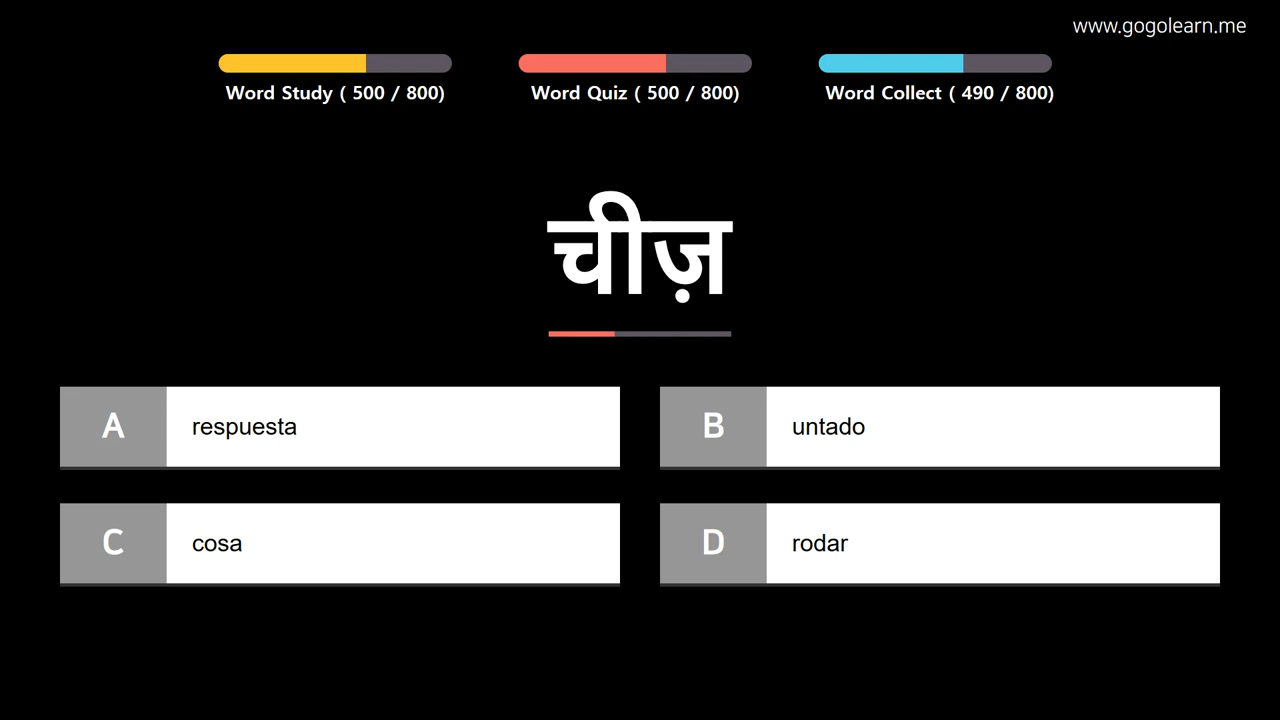 www.gogolearn.me
Word Study ( 500 / 800)
Word Quiz ( 500 / 800)
Word Collect ( 490 / 800)
चीज़
A
respuesta
B
untado
C
cosa
D
rodar